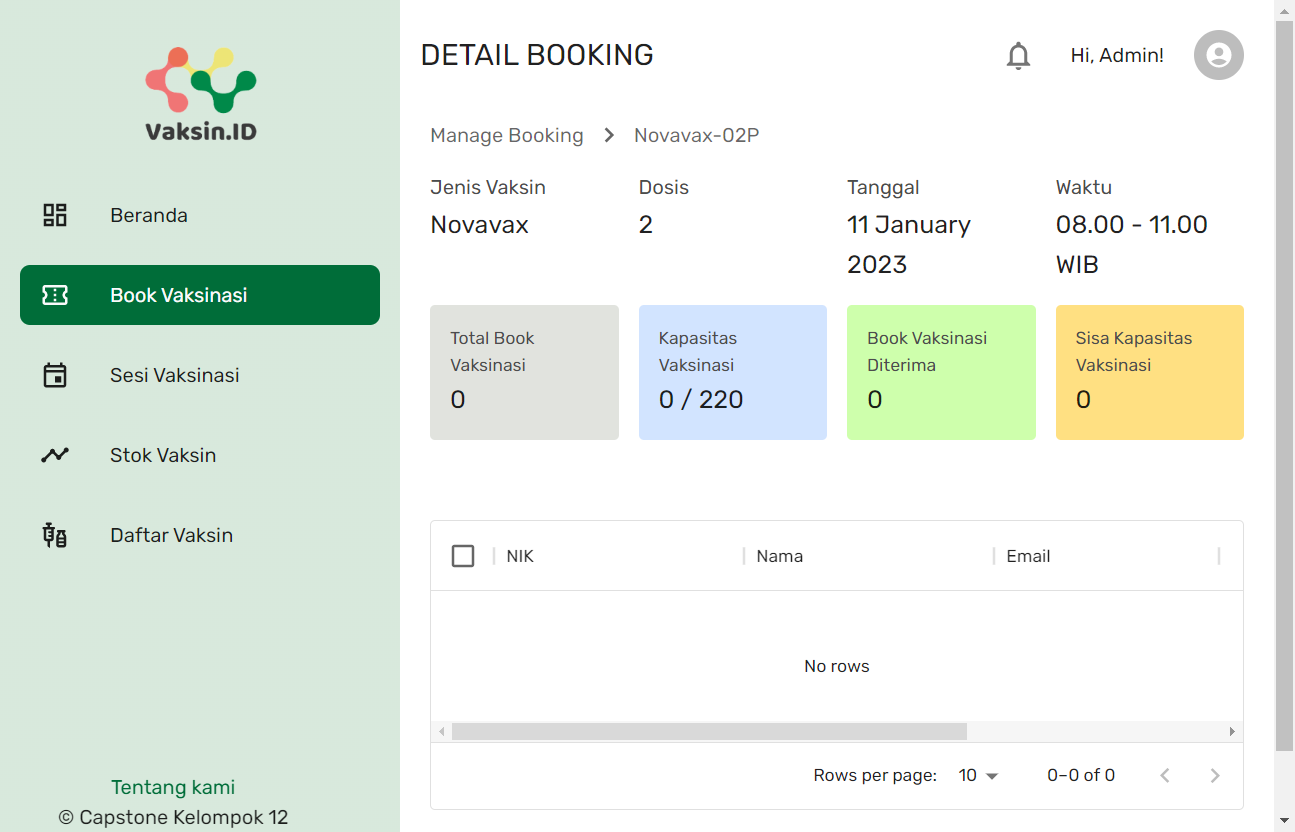 Vaksin.ID
Beranda
Book Vaksinasi
Sesi Vaksinasi
Stok Vaksin
Daftar Vaksin
Tentang kami
© Capstone Kelompok 12
DETAIL BOOKING
Hi, Admin!
Manage Booking
Novavax-02P
Jenis Vaksin
Novavax
Dosis
2
Tanggal
11 January
2023
Waktu
08.00 - 11.00
WIB
Total Book
Vaksinasi
0
Kapasitas
Vaksinasi
0 / 220
Book Vaksinasi
Diterima
0
Sisa Kapasitas
Vaksinasi
0
NIK
Nama
Email
No rows
Rows per page:
10
0–0 of 0